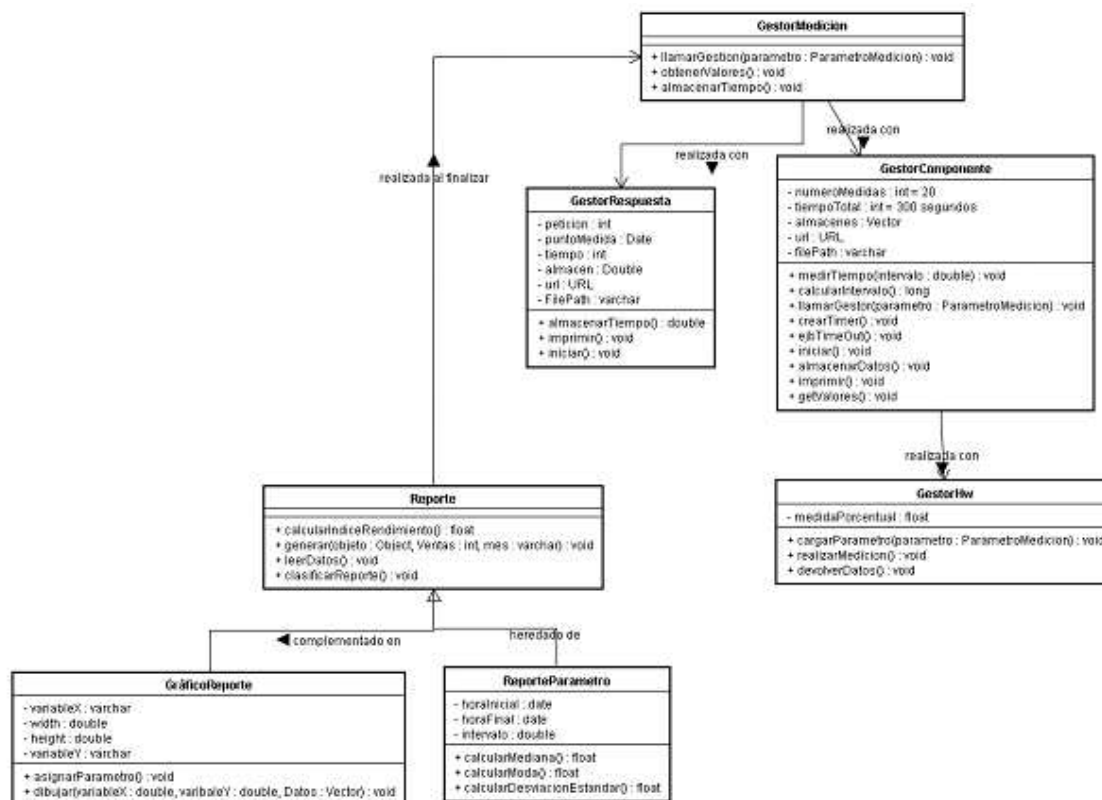 GestorMedicion
+ llamarGestion(parametro : ParametroMedicion) : void
+ obtenerValores() : void
+ almacenarTiempo() : void
realizada con
realizada con
realizada al finalizar
GestorComponente
- numeroMedidas : int = 20
- tiempoTotal : int = 300 segundos
- almacenes : Vector
- url : URL
- filePath : varchar
+ medirTiempo(intervalo : double) : void
+ calcularIntervalo() : long
+ llamarGestor(parametro : ParametroMedicion) : void
+ crearTimer() : void
+ ejbTimeOut() : void
+ iniciar() : void
+ almacenarDatos() : void
+ imprimir() : void
+ getValores() : void
GestorRespuesta
- peticion : int
- puntoMedida : Date
- tiempo : int
- almacen : Double
- url : URL
- FilePath : varchar
+ almacenarTiempo() : double
+ imprimir() : void
+ iniciar() : void
realizada con
GestorHw
- medidaPorcentual : float
+ cargarParametro(parametro : ParametroMedicion) : void
+ realizarMedicion() : void
+ devolverDatos() : void
Reporte
+ calcularIndiceRendimiento() : float
+ generar(objeto : Object, Ventas : int, mes : varchar) : void
+ leerDatos() : void
+ clasificarReporte() : void
complementado en
heredado de
GráficoReporte
- variableX : varchar
- width : double
- height : double
- variableY : varchar
+ asignarParametro() : void
+ dibujar(variableX : double, varibaleY : double, Datos : Vector) : void
ReporteParametro
- horaInicial : date
- horaFinal : date
- intervalo : double
+ calcularMediana() : float
+ calcularModa() : float
+ calcularDesviacionEstandar() : float